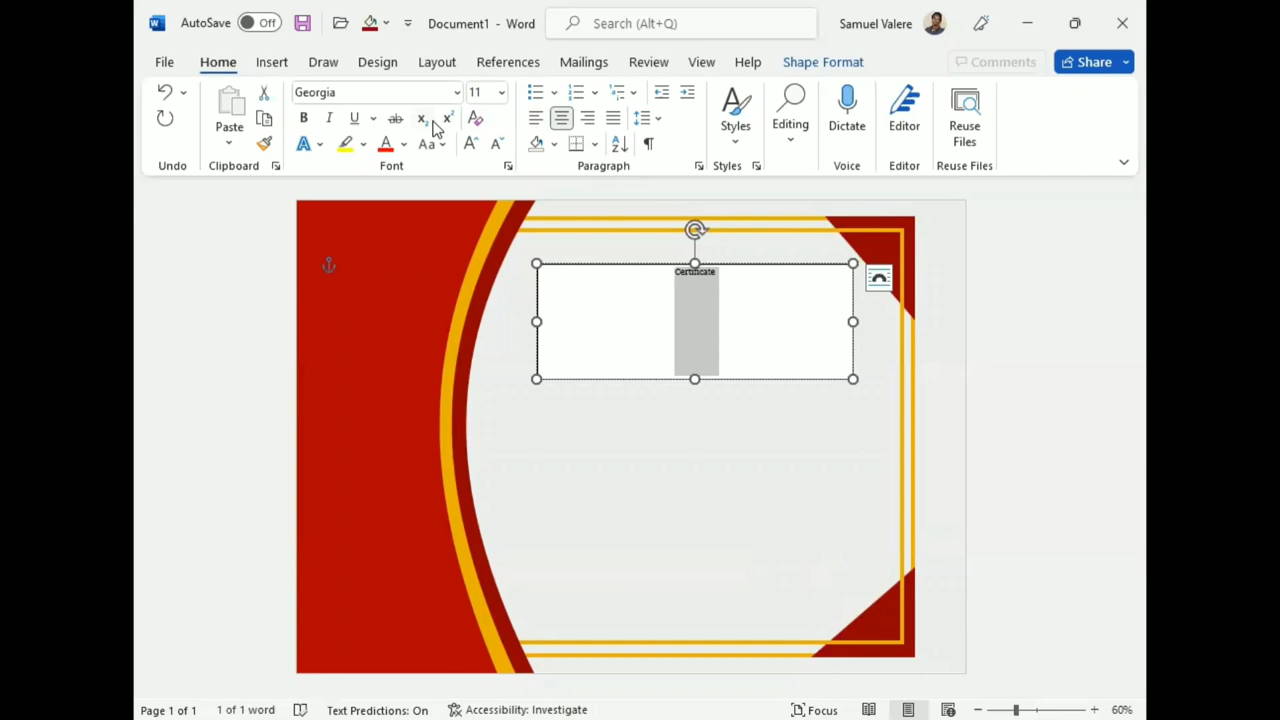 AutoSave Off Document1 - Word Search (Alt+Q) Samuel Valere
File Home Insert Draw Design Layout References Mailings Review View Help Shape Format Comments Share
Georgia 11
Paste Styles Editing Dictate Editor Reuse Files
Undo Clipboard Font Paragraph Styles Voice Editor Reuse Files
Certificate
Page 1 of 1 1 of 1 word Text Predictions: On Accessibility: Investigate Focus 60%